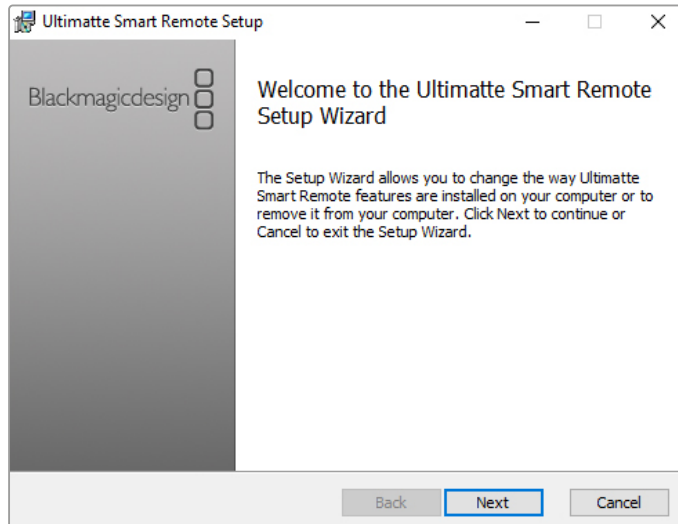 Ultimatte Smart Remote Setup
Blackmagicdesign
Welcome to the Ultimatte Smart Remote
Setup Wizard
The Setup Wizard allows you to change the way Ultimatte
Smart Remote features are installed on your computer or to
remove it from your computer. Click Next to continue or
Cancel to exit the Setup Wizard.
Back Next Cancel